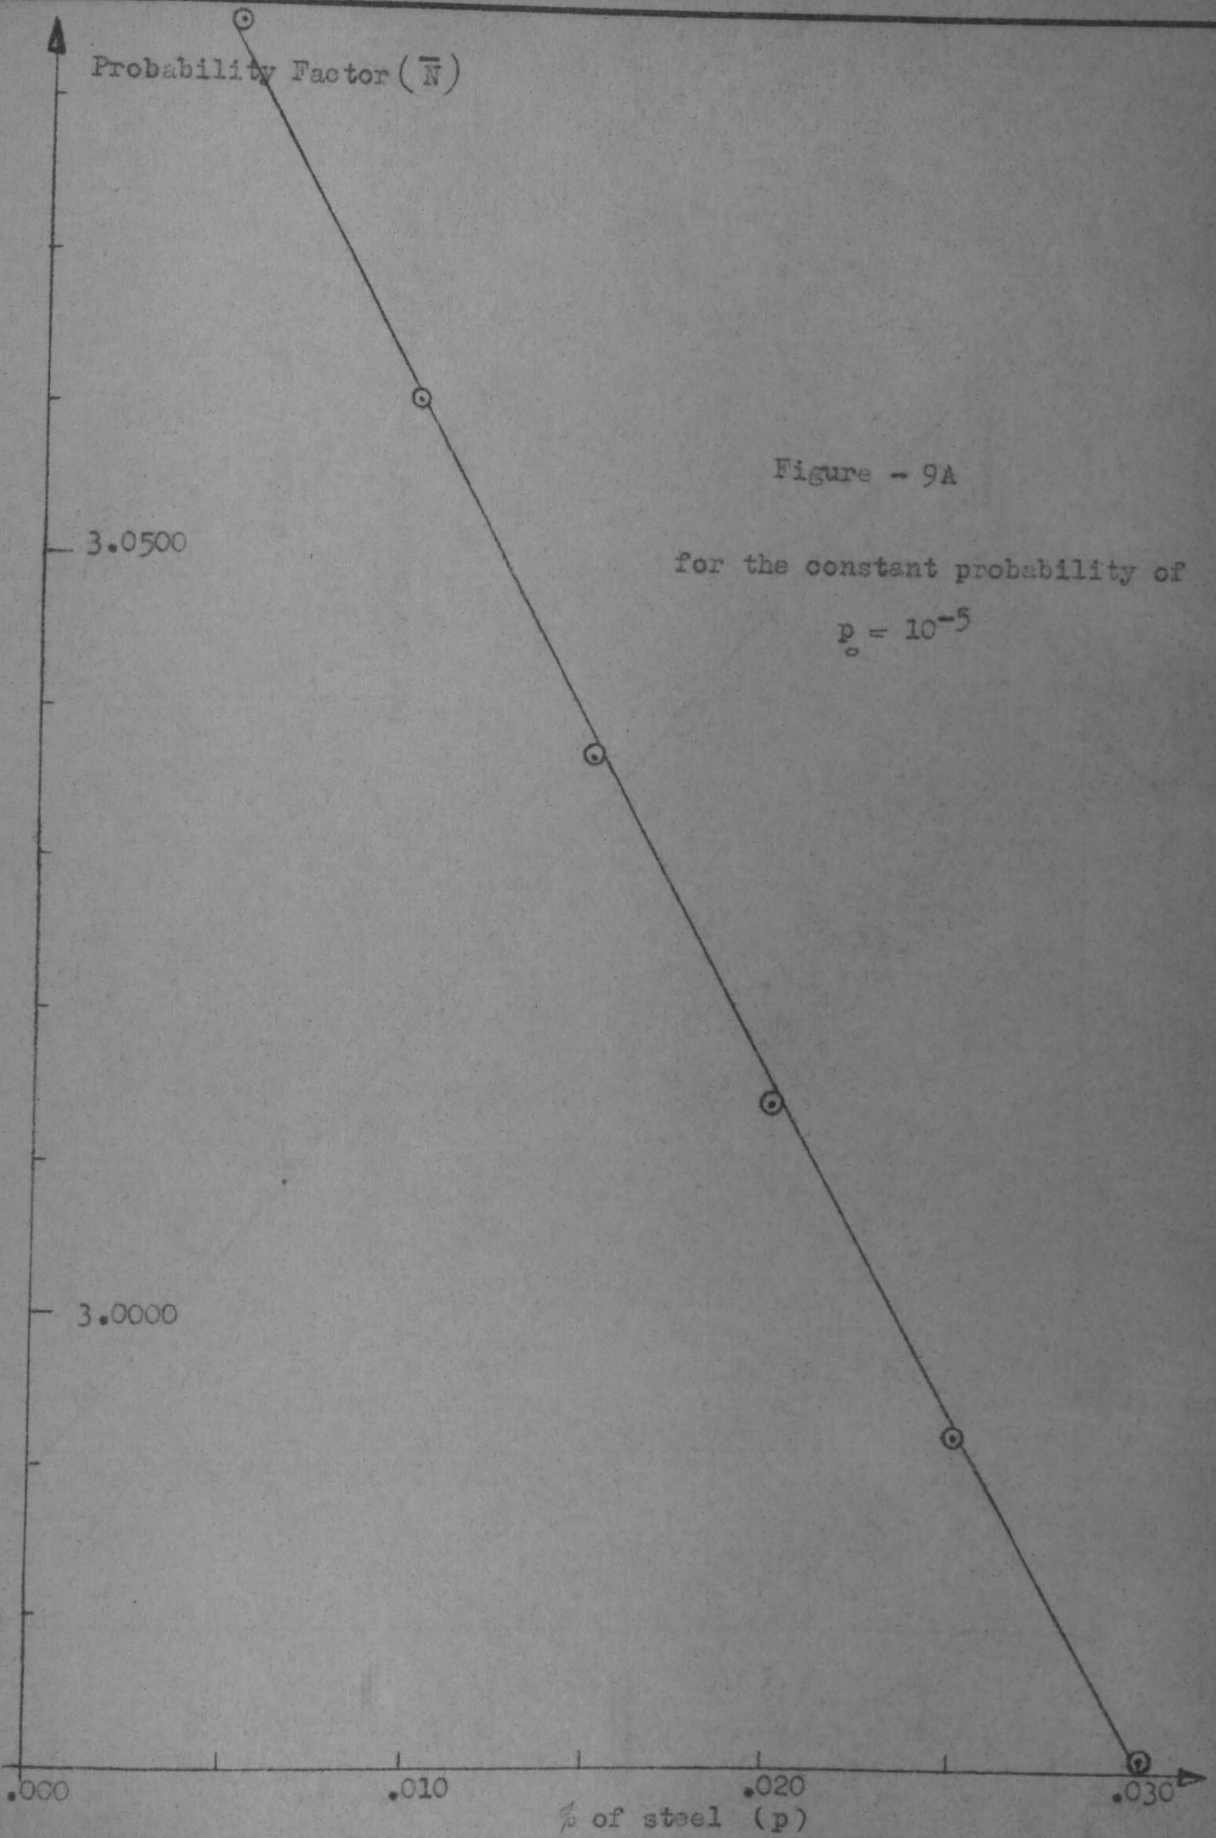 Probability Factor (N̅)
Figure - 9A
3.0500
for the constant probability of
p₀ = 10⁻⁵
3.0000
.000 .010 .020 .030
% of steel (p)